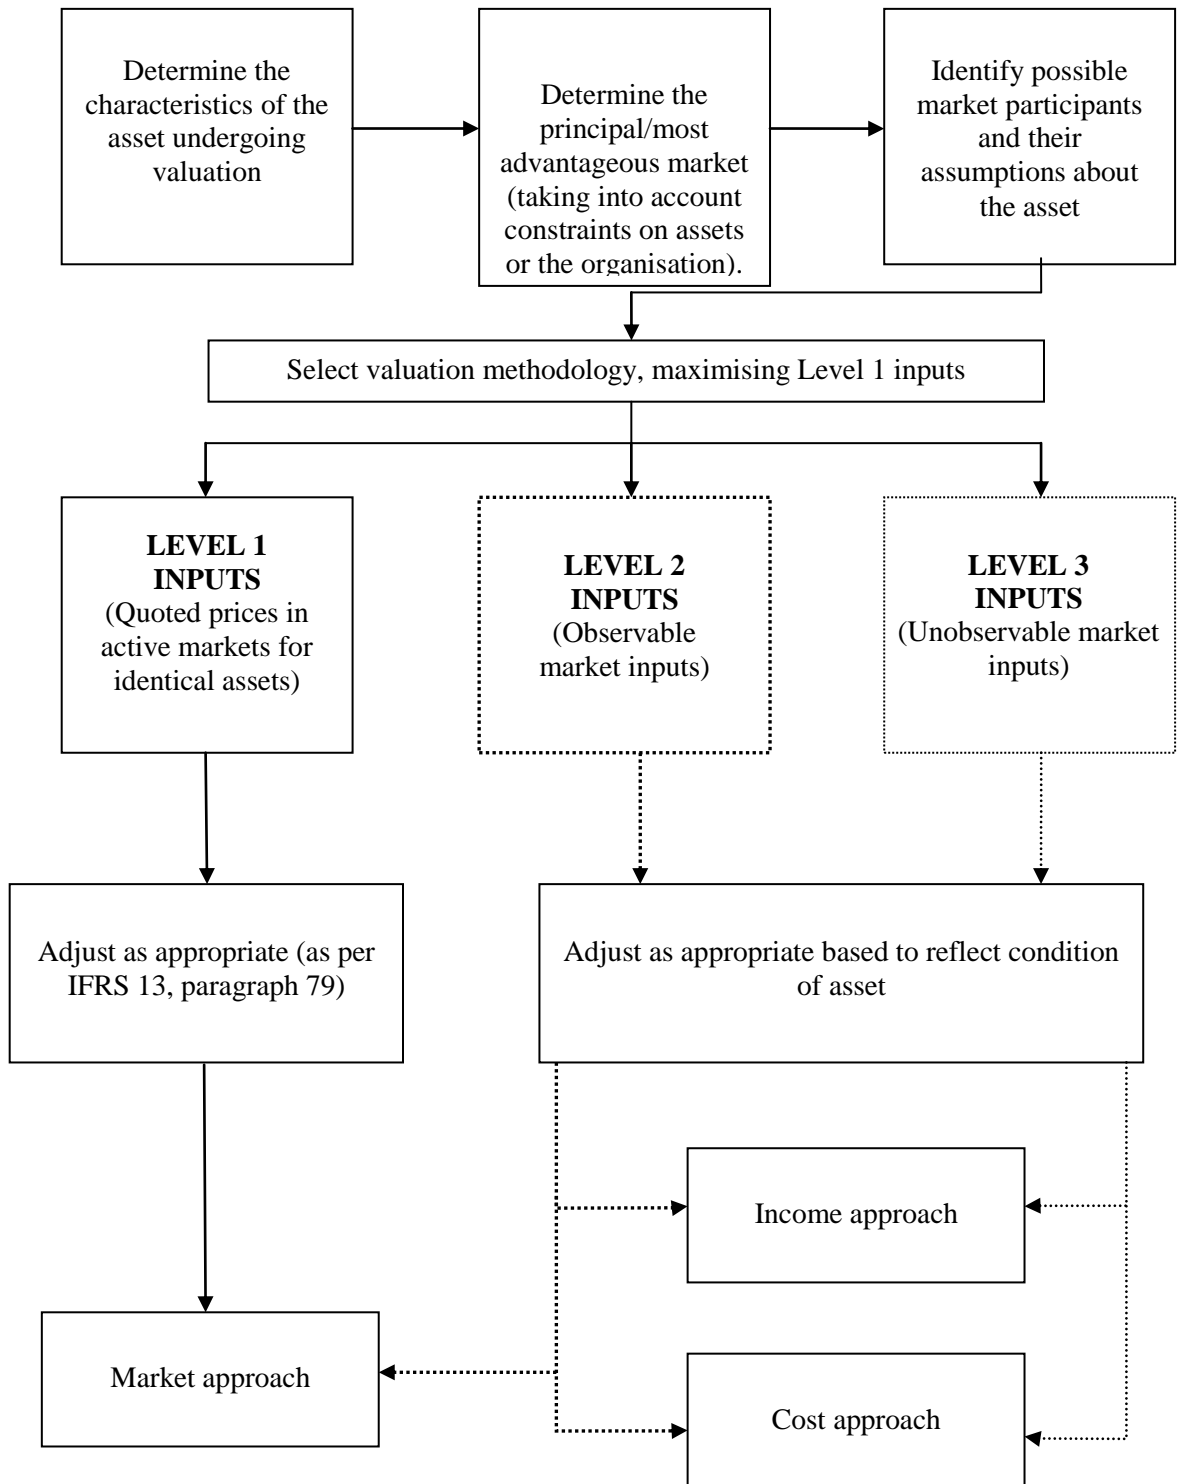 Determine the
characteristics of the
asset undergoing
valuation
Determine the
principal/most
advantageous market
(taking into account
constraints on assets
or the organisation).
Identify possible
market participants
and their
assumptions about
the asset
Select valuation methodology, maximising Level 1 inputs
LEVEL 1
INPUTS
(Quoted prices in
active markets for
identical assets)
LEVEL 2
INPUTS
(Observable
market inputs)
LEVEL 3
INPUTS
(Unobservable market
inputs)
Adjust as appropriate (as per
IFRS 13, paragraph 79)
Adjust as appropriate based to reflect condition
of asset
Income approach
Market approach
Cost approach